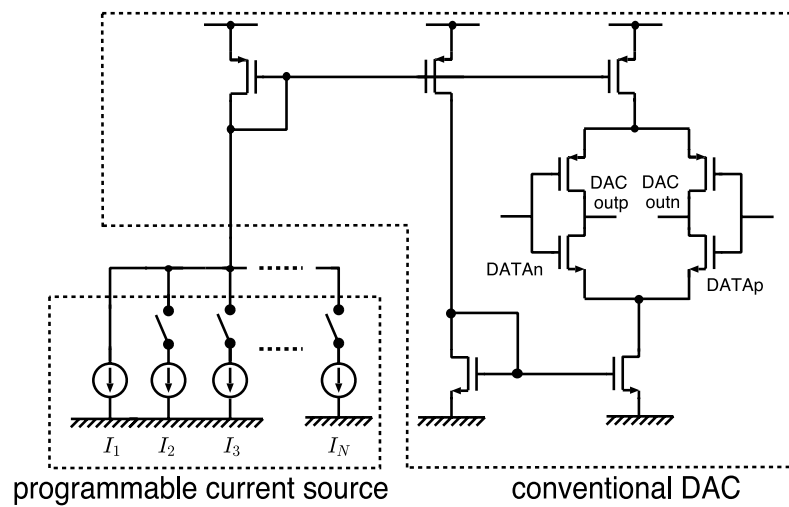 DAC
outp
DAC
outn
DATAn
DATAp
I1
I2
I3
IN
programmable current source
conventional DAC